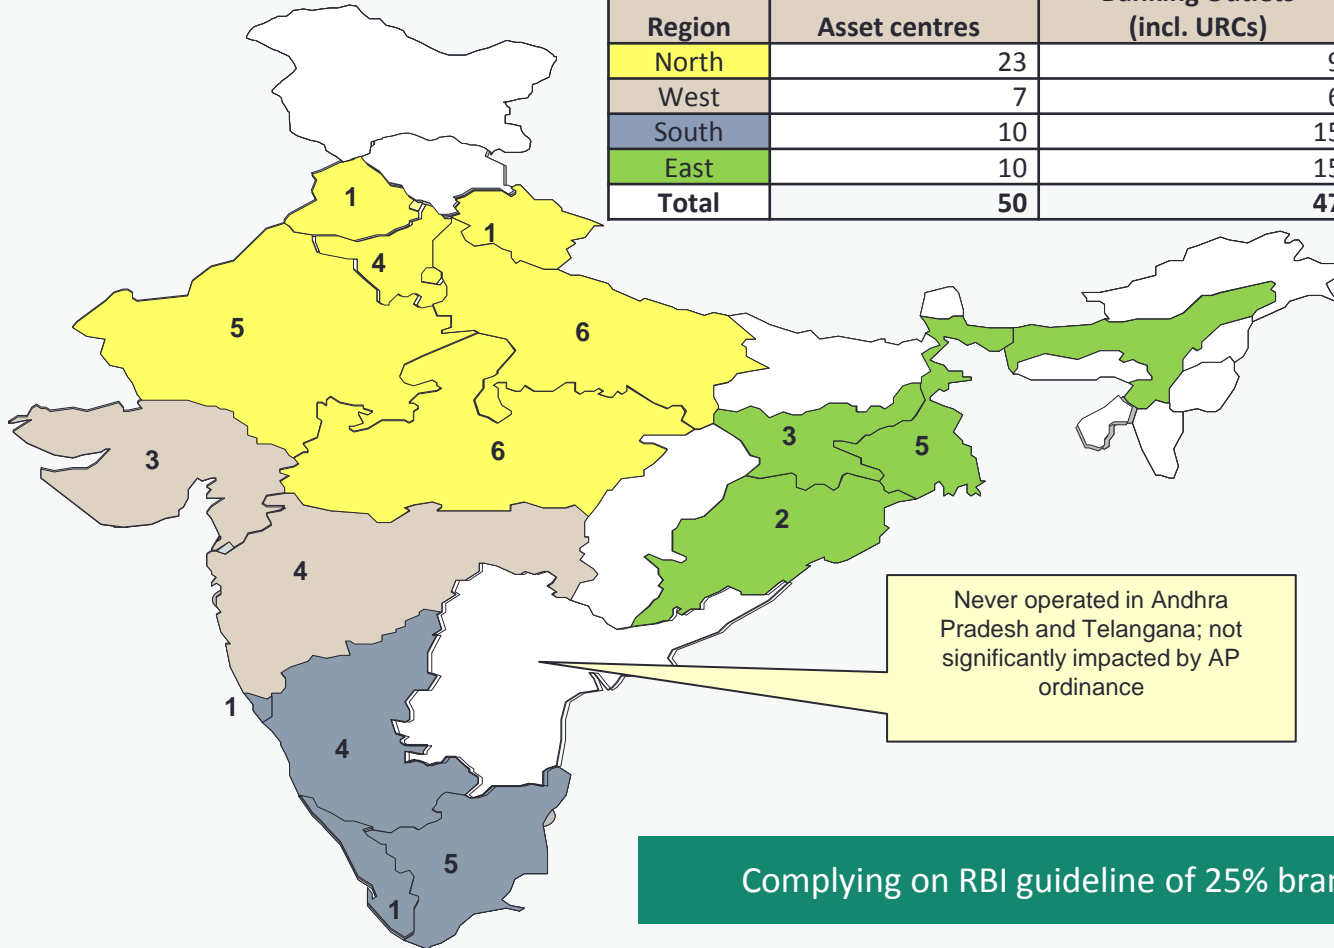 Region Asset centres (incl. URCs)
North 23
West 7
South 10
East 10
Total 50
1
1
4
5
6
3
6
3
5
2
4
Never operated in Andhra
Pradesh and Telangana; not
significantly impacted by AP
ordinance
1
4
5
1
Complying on RBI guideline of 25%